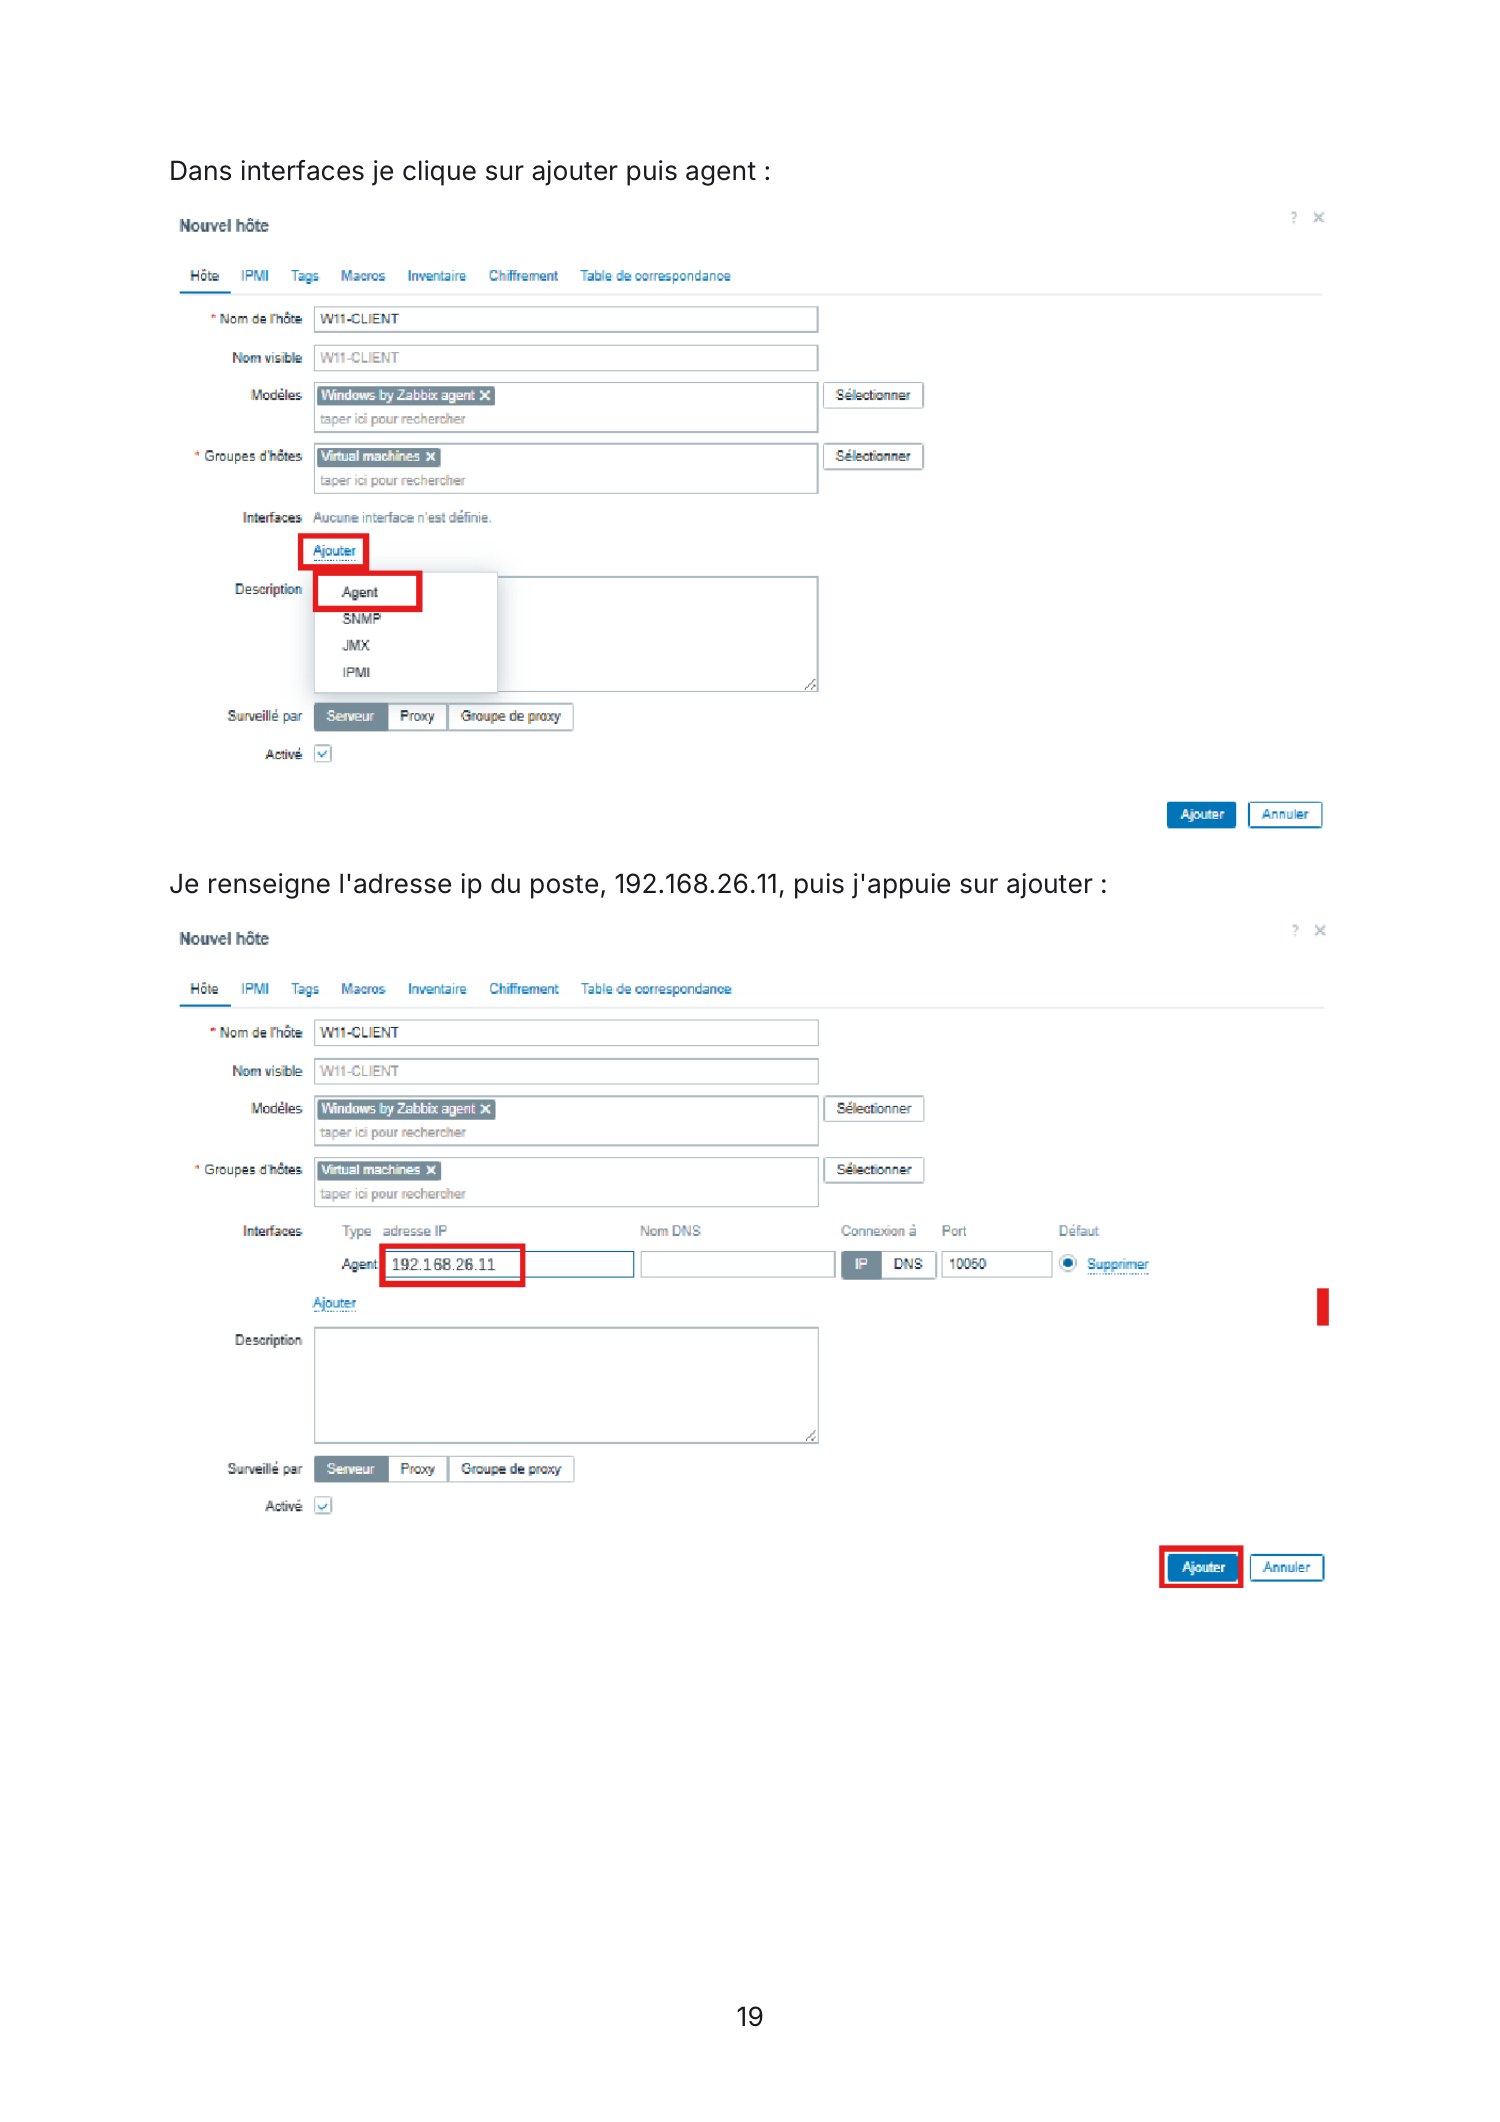 Dans interfaces je clique sur ajouter puis agent :
Nouvel hôte
? ×
Hôte IPMI Tags Macros Inventaire Chiffrement Table de correspondance
* Nom de l'hôte W11-CLIENT
Nom visible W11-CLIENT
Modèles Windows by Zabbix agent × Sélectionner
taper ici pour rechercher
* Groupes d'hôtes Virtual machines × Sélectionner
taper ici pour rechercher
Interfaces Aucune interface n'est définie.
Ajouter
Description
Agent
SNMP
JMX
IPMI
Surveillé par Serveur Proxy Groupe de proxy
Activé
Ajouter Annuler
Je renseigne l'adresse ip du poste, 192.168.26.11, puis j'appuie sur ajouter :
Nouvel hôte
? ×
Hôte IPMI Tags Macros Inventaire Chiffrement Table de correspondance
* Nom de l'hôte W11-CLIENT
Nom visible W11-CLIENT
Modèles Windows by Zabbix agent × Sélectionner
taper ici pour rechercher
* Groupes d'hôtes Virtual machines × Sélectionner
taper ici pour rechercher
Interfaces Type adresse IP Nom DNS Connexion à Port Défaut
Agent 192.168.26.11 IP DNS 10050 Supprimer
Ajouter
Description
Surveillé par Serveur Proxy Groupe de proxy
Activé
Ajouter Annuler
19